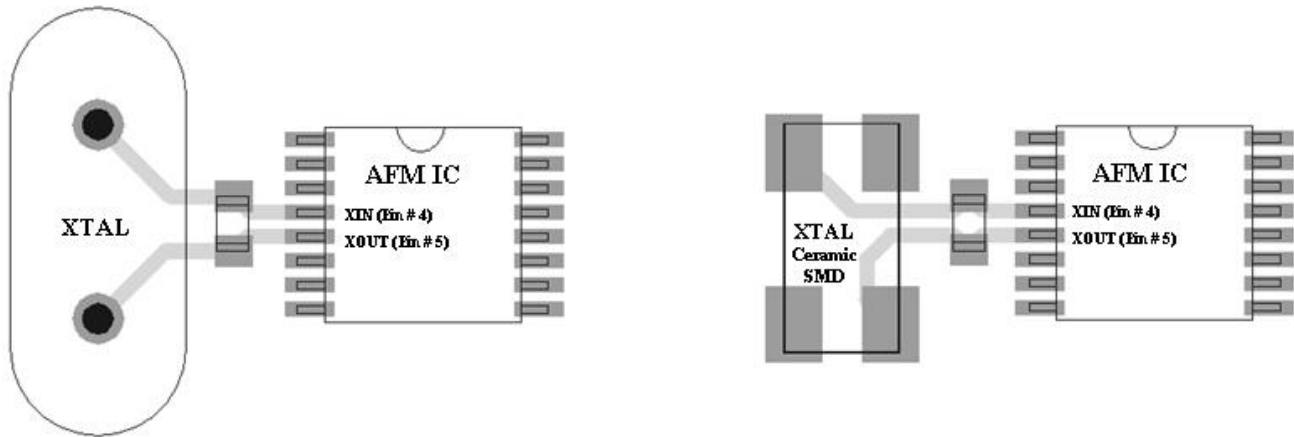 XTAL
AFM IC
XIN (Pin # 4)
XOUT (Pin # 5)
XTAL
Ceramic
SMD
AFM IC
XIN (Pin # 4)
XOUT (Pin # 5)